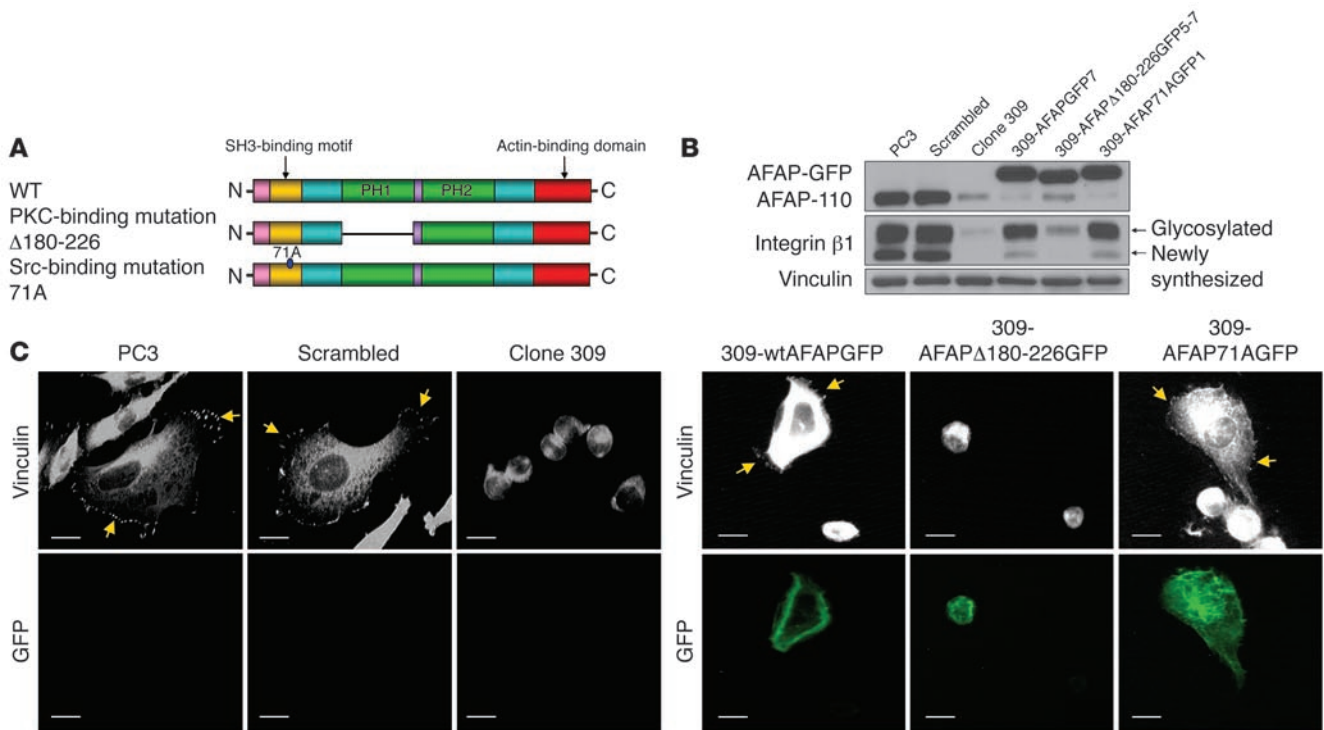 A
SH3-binding motif
Actin-binding domain
WT
N
PH1
PH2
C
PKC-binding mutation
Δ180-226
N
C
71A
Src-binding mutation
71A
N
C
B
PC3
Scrambled
Clone 309
309-AFAPGFP7
309-AFAPΔ180-226GFP5-7
309-AFAP71AGFP1
AFAP-GFP
AFAP-110
Integrin β1
Glycosylated
Newly
synthesized
Vinculin
C
PC3
Scrambled
Clone 309
309-wtAFAPGFP
309-
AFAPΔ180-226GFP
309-
AFAP71AGFP
Vinculin
Vinculin
GFP
GFP